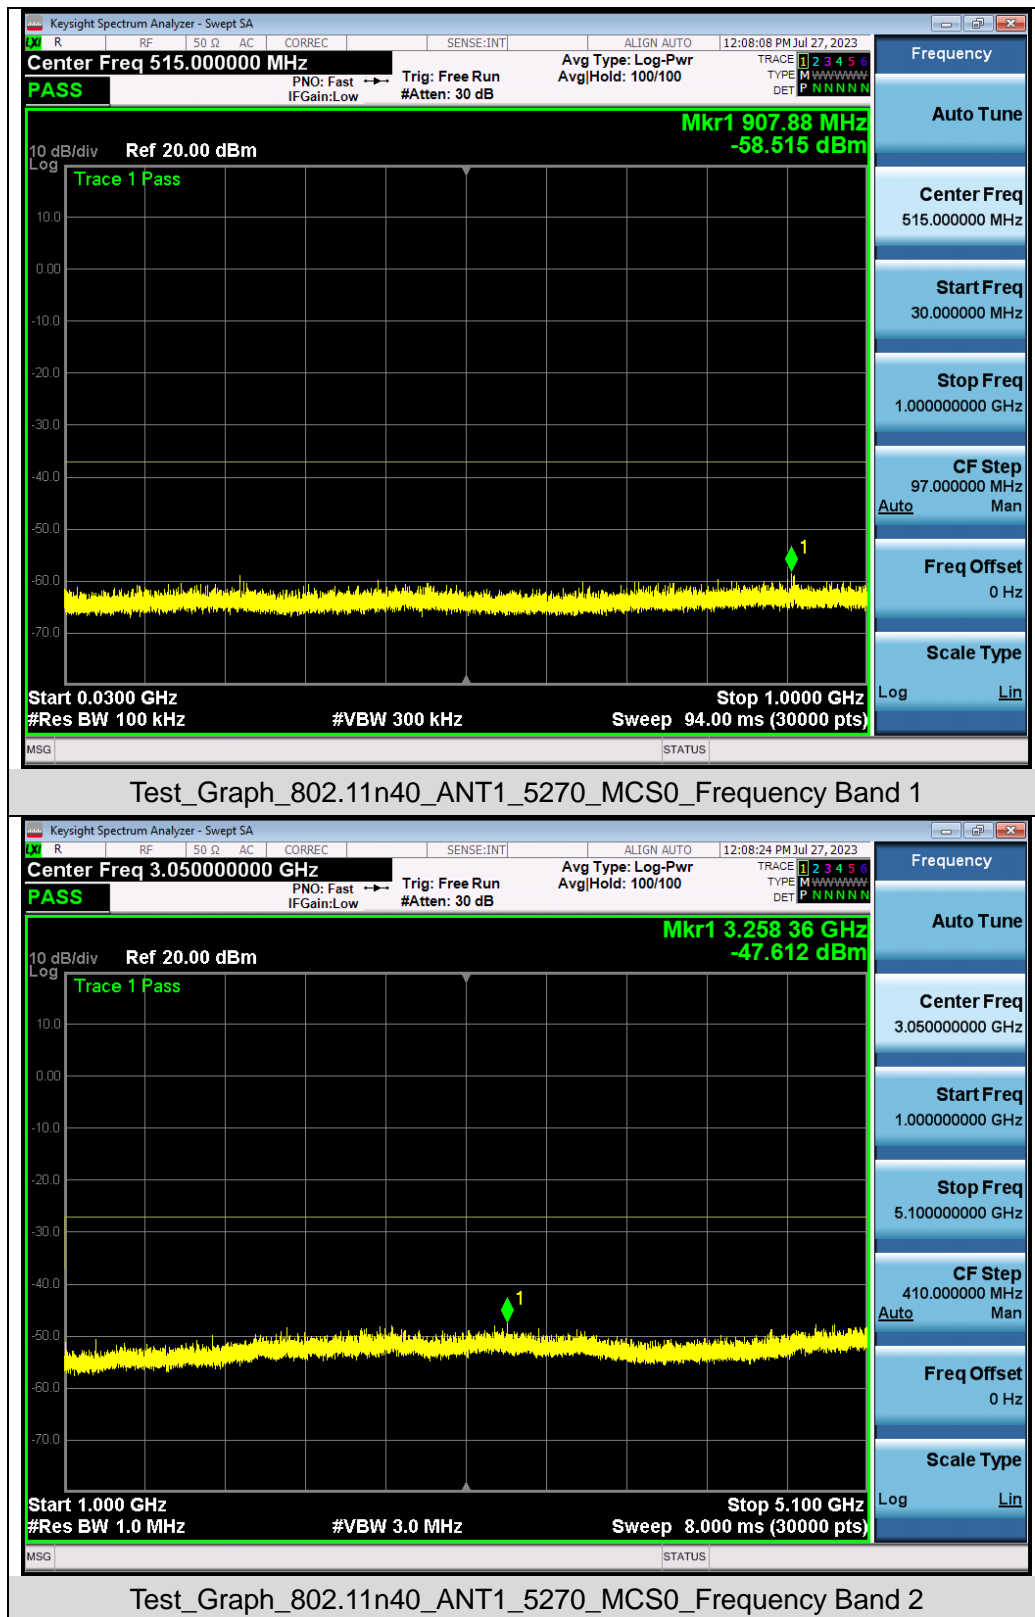 Keysight Spectrum Analyzer - Swept SA
LXI R RF 50 Ω AC CORREC SENSE:INT ALIGN AUTO 12:08:08 PM Jul 27, 2023
Center Freq 515.000000 MHz
PASS
PNO: Fast
IFGain:Low
Trig: Free Run
#Atten: 30 dB
Avg Type: Log-Pwr
Avg|Hold: 100/100
TRACE 1 2 3 4 5 6
TYPE M WWWWW
DET P N N N N N
Mkr1 907.88 MHz
-58.515 dBm
10 dB/div Ref 20.00 dBm
Log
Trace 1 Pass
10.0
0.00
-10.0
-20.0
-30.0
-40.0
-50.0
-60.0
-70.0
1
Start 0.0300 GHz Stop 1.0000 GHz
#Res BW 100 kHz #VBW 300 kHz Sweep 94.00 ms (30000 pts)
MSG STATUS
Frequency
Auto Tune
Center Freq
515.000000 MHz
Start Freq
30.000000 MHz
Stop Freq
1.000000000 GHz
CF Step
97.000000 MHz
Auto Man
Freq Offset
0 Hz
Scale Type
Log Lin
Test_Graph_802.11n40_ANT1_5270_MCS0_Frequency Band 1
Keysight Spectrum Analyzer - Swept SA
LXI R RF 50 Ω AC CORREC SENSE:INT ALIGN AUTO 12:08:24 PM Jul 27, 2023
Center Freq 3.050000000 GHz
PASS
PNO: Fast
IFGain:Low
Trig: Free Run
#Atten: 30 dB
Avg Type: Log-Pwr
Avg|Hold: 100/100
TRACE 1 2 3 4 5 6
TYPE M WWWWW
DET P N N N N N
Mkr1 3.258 36 GHz
-47.612 dBm
10 dB/div Ref 20.00 dBm
Log
Trace 1 Pass
10.0
0.00
-10.0
-20.0
-30.0
-40.0
-50.0
-60.0
-70.0
1
Start 1.000 GHz Stop 5.100 GHz
#Res BW 1.0 MHz #VBW 3.0 MHz Sweep 8.000 ms (30000 pts)
MSG STATUS
Frequency
Auto Tune
Center Freq
3.050000000 GHz
Start Freq
1.000000000 GHz
Stop Freq
5.100000000 GHz
CF Step
410.000000 MHz
Auto Man
Freq Offset
0 Hz
Scale Type
Log Lin
Test_Graph_802.11n40_ANT1_5270_MCS0_Frequency Band 2